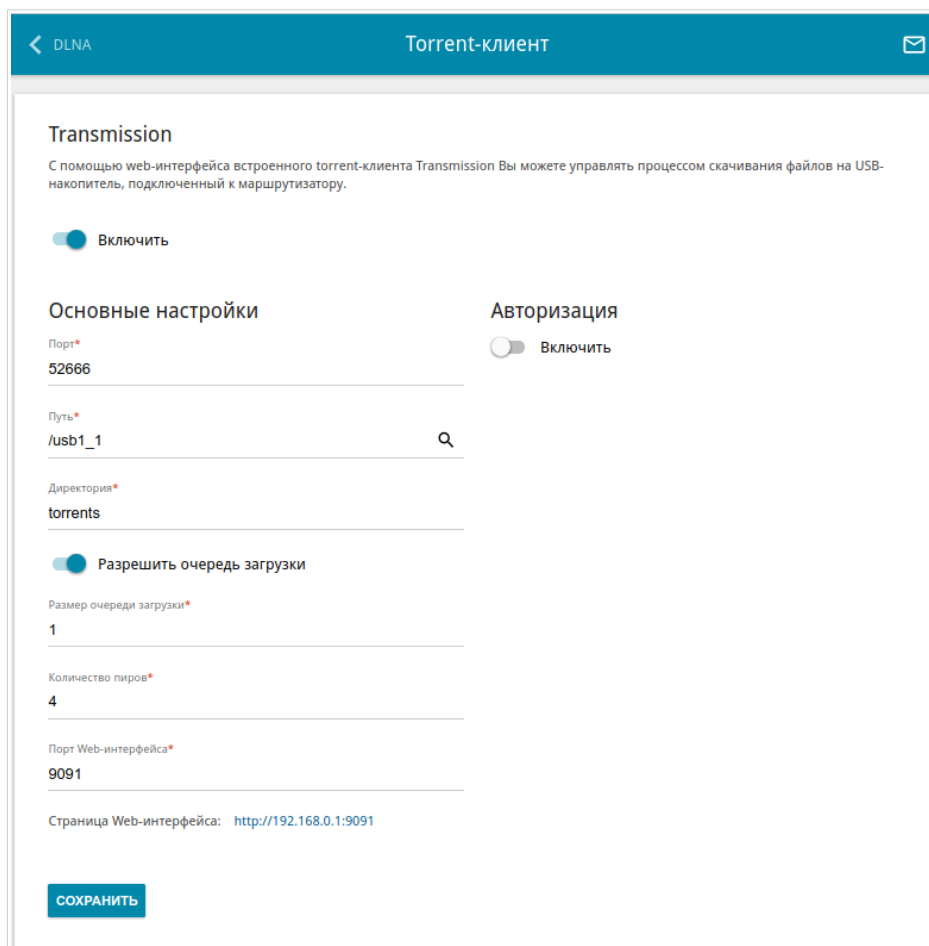 DLNA
Torrent-клиент
Transmission
С помощью web-интерфейса встроенного torrent-клиента Transmission Вы можете управлять процессом скачивания файлов на USB-
накопитель, подключенный к маршрутизатору.
Включить
Основные настройки
Порт*
52666
Путь*
/usb1_1
Директория*
torrents
Разрешить очередь загрузки
Размер очереди загрузки*
1
Количество пиров*
4
Порт Web-интерфейса*
9091
Страница Web-интерфейса: http://192.168.0.1:9091
СОХРАНИТЬ
Авторизация
Включить